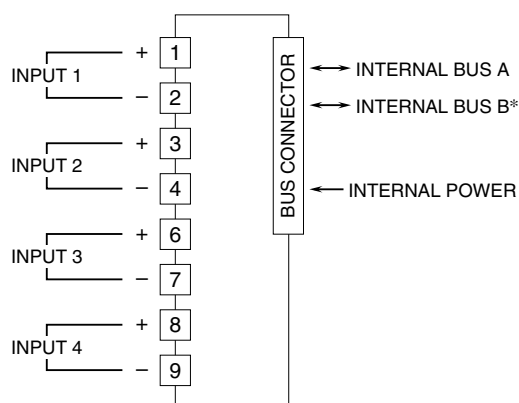 INPUT 1
+ 1
− 2
INPUT 2
+ 3
− 4
INPUT 3
+ 6
− 7
INPUT 4
+ 8
− 9
BUS CONNECTOR
INTERNAL BUS A
INTERNAL BUS B*
INTERNAL POWER